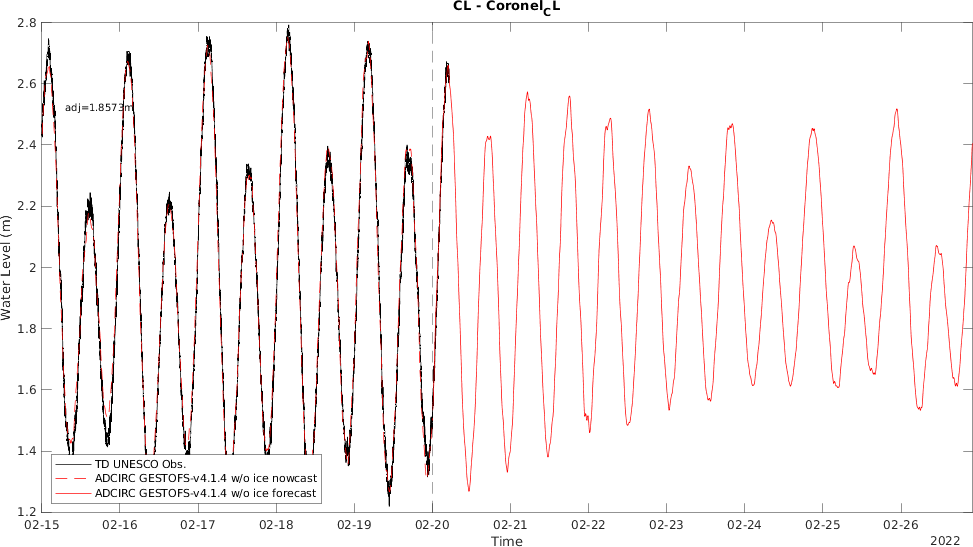 CL - Coronel_CL
2.8
2.6
2.4
2.2
2
1.8
1.6
1.4
1.2
Water Level (m)
adj=1.8573m
TD UNESCO Obs.
ADCIRC GESTOFS-v4.1.4 w/o ice nowcast
ADCIRC GESTOFS-v4.1.4 w/o ice forecast
02-15 02-16 02-17 02-18 02-19 02-20 02-21 02-22 02-23 02-24 02-25 02-26
Time
2022